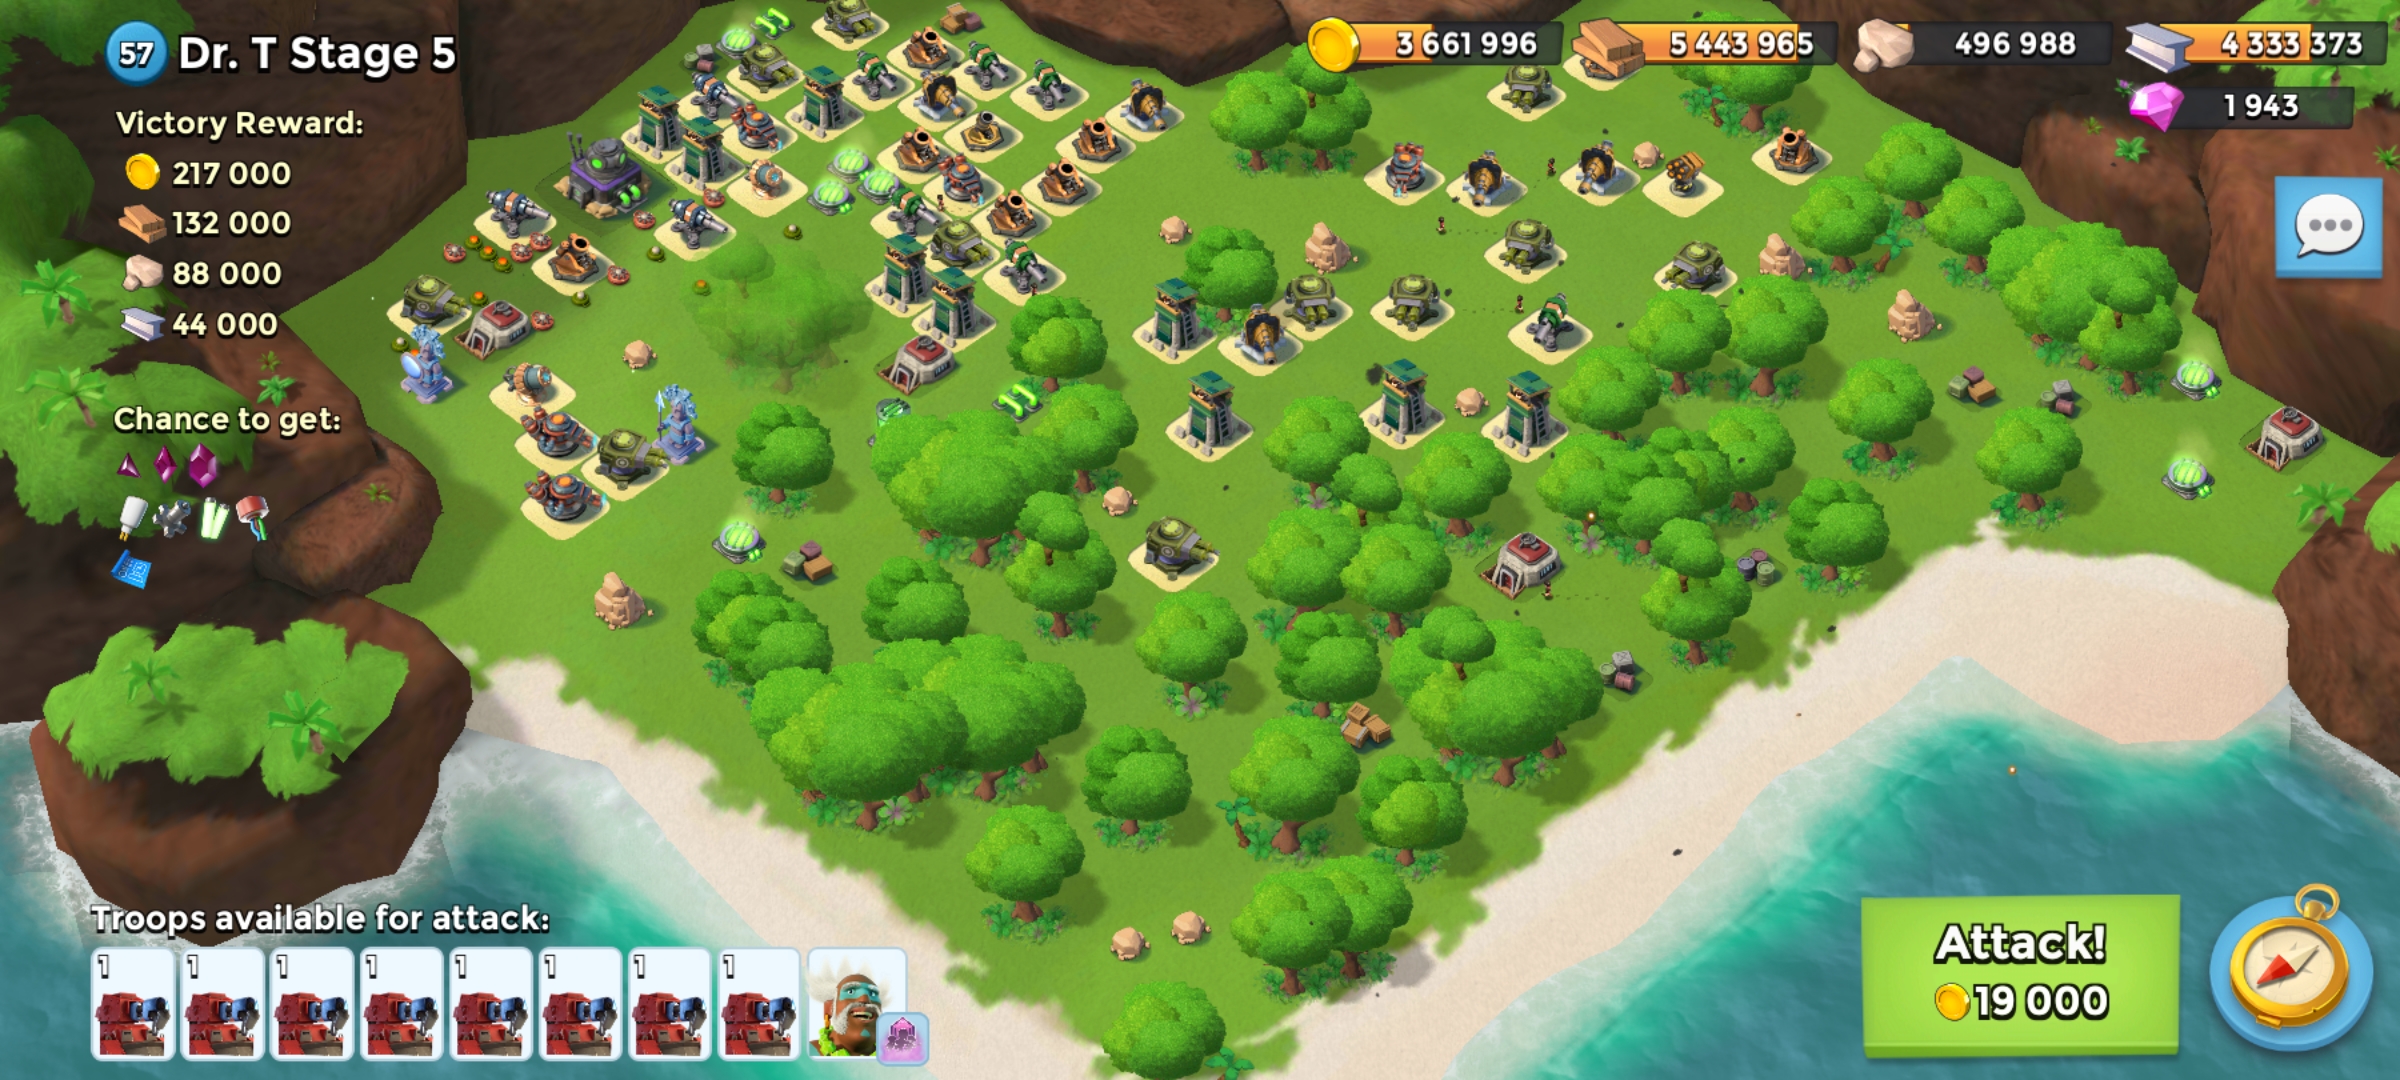 57 Dr. T Stage 5
3 661 996
5 443 965
496 988
4 333 373
1 943
Victory Reward:
217 000
132 000
88 000
44 000
Chance to get:
Troops available for attack:
1 1 1 1 1 1 1 1
Attack!
19 000